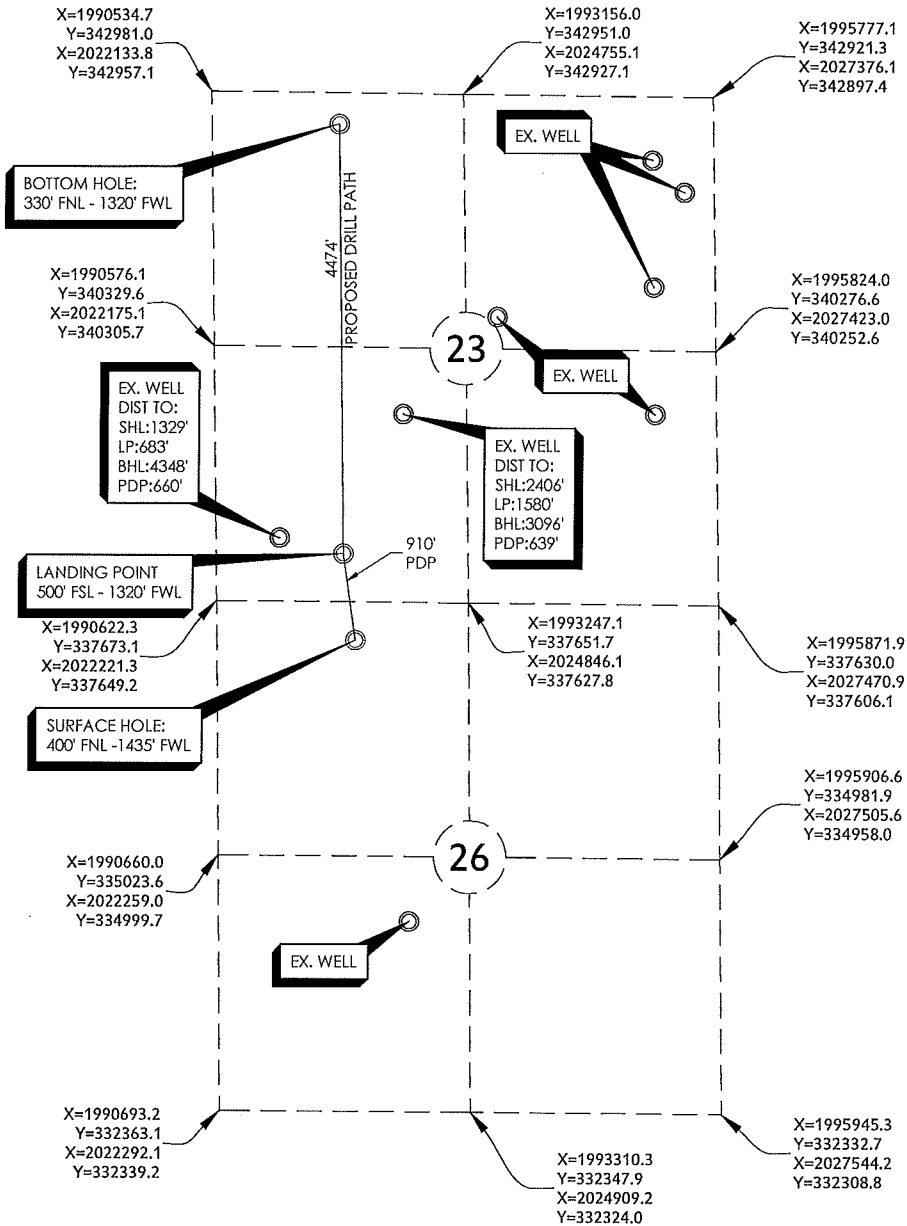 X=1990534.7
Y=342981.0
X=2022133.8
Y=342957.1
X=1993156.0
Y=342951.0
X=2024755.1
Y=342927.1
X=1995777.1
Y=342921.3
X=2027376.1
Y=342897.4
EX. WELL
BOTTOM HOLE:
330' FNL - 1320' FWL
4474'
PROPOSED DRILL PATH
X=1990576.1
Y=340329.6
X=2022175.1
Y=340305.7
X=1995824.0
Y=340276.6
X=2027423.0
Y=340252.6
23
EX. WELL
EX. WELL
DIST TO:
SHL:1329'
LP:683'
BHL:4348'
PDP:660'
EX. WELL
DIST TO:
SHL:2406'
LP:1580'
BHL:3096'
PDP:639'
910'
PDP
LANDING POINT
500' FSL - 1320' FWL
X=1990622.3
Y=337673.1
X=2022221.3
Y=337649.2
X=1993247.1
Y=337651.7
X=2024846.1
Y=337627.8
X=1995871.9
Y=337630.0
X=2027470.9
Y=337606.1
SURFACE HOLE:
400' FNL -1435' FWL
X=1995906.6
Y=334981.9
X=2027505.6
Y=334958.0
26
X=1990660.0
Y=335023.6
X=2022259.0
Y=334999.7
EX. WELL
X=1990693.2
Y=332363.1
X=2022292.1
Y=332339.2
X=1993310.3
Y=332347.9
X=2024909.2
Y=332324.0
X=1995945.3
Y=332332.7
X=2027544.2
Y=332308.8